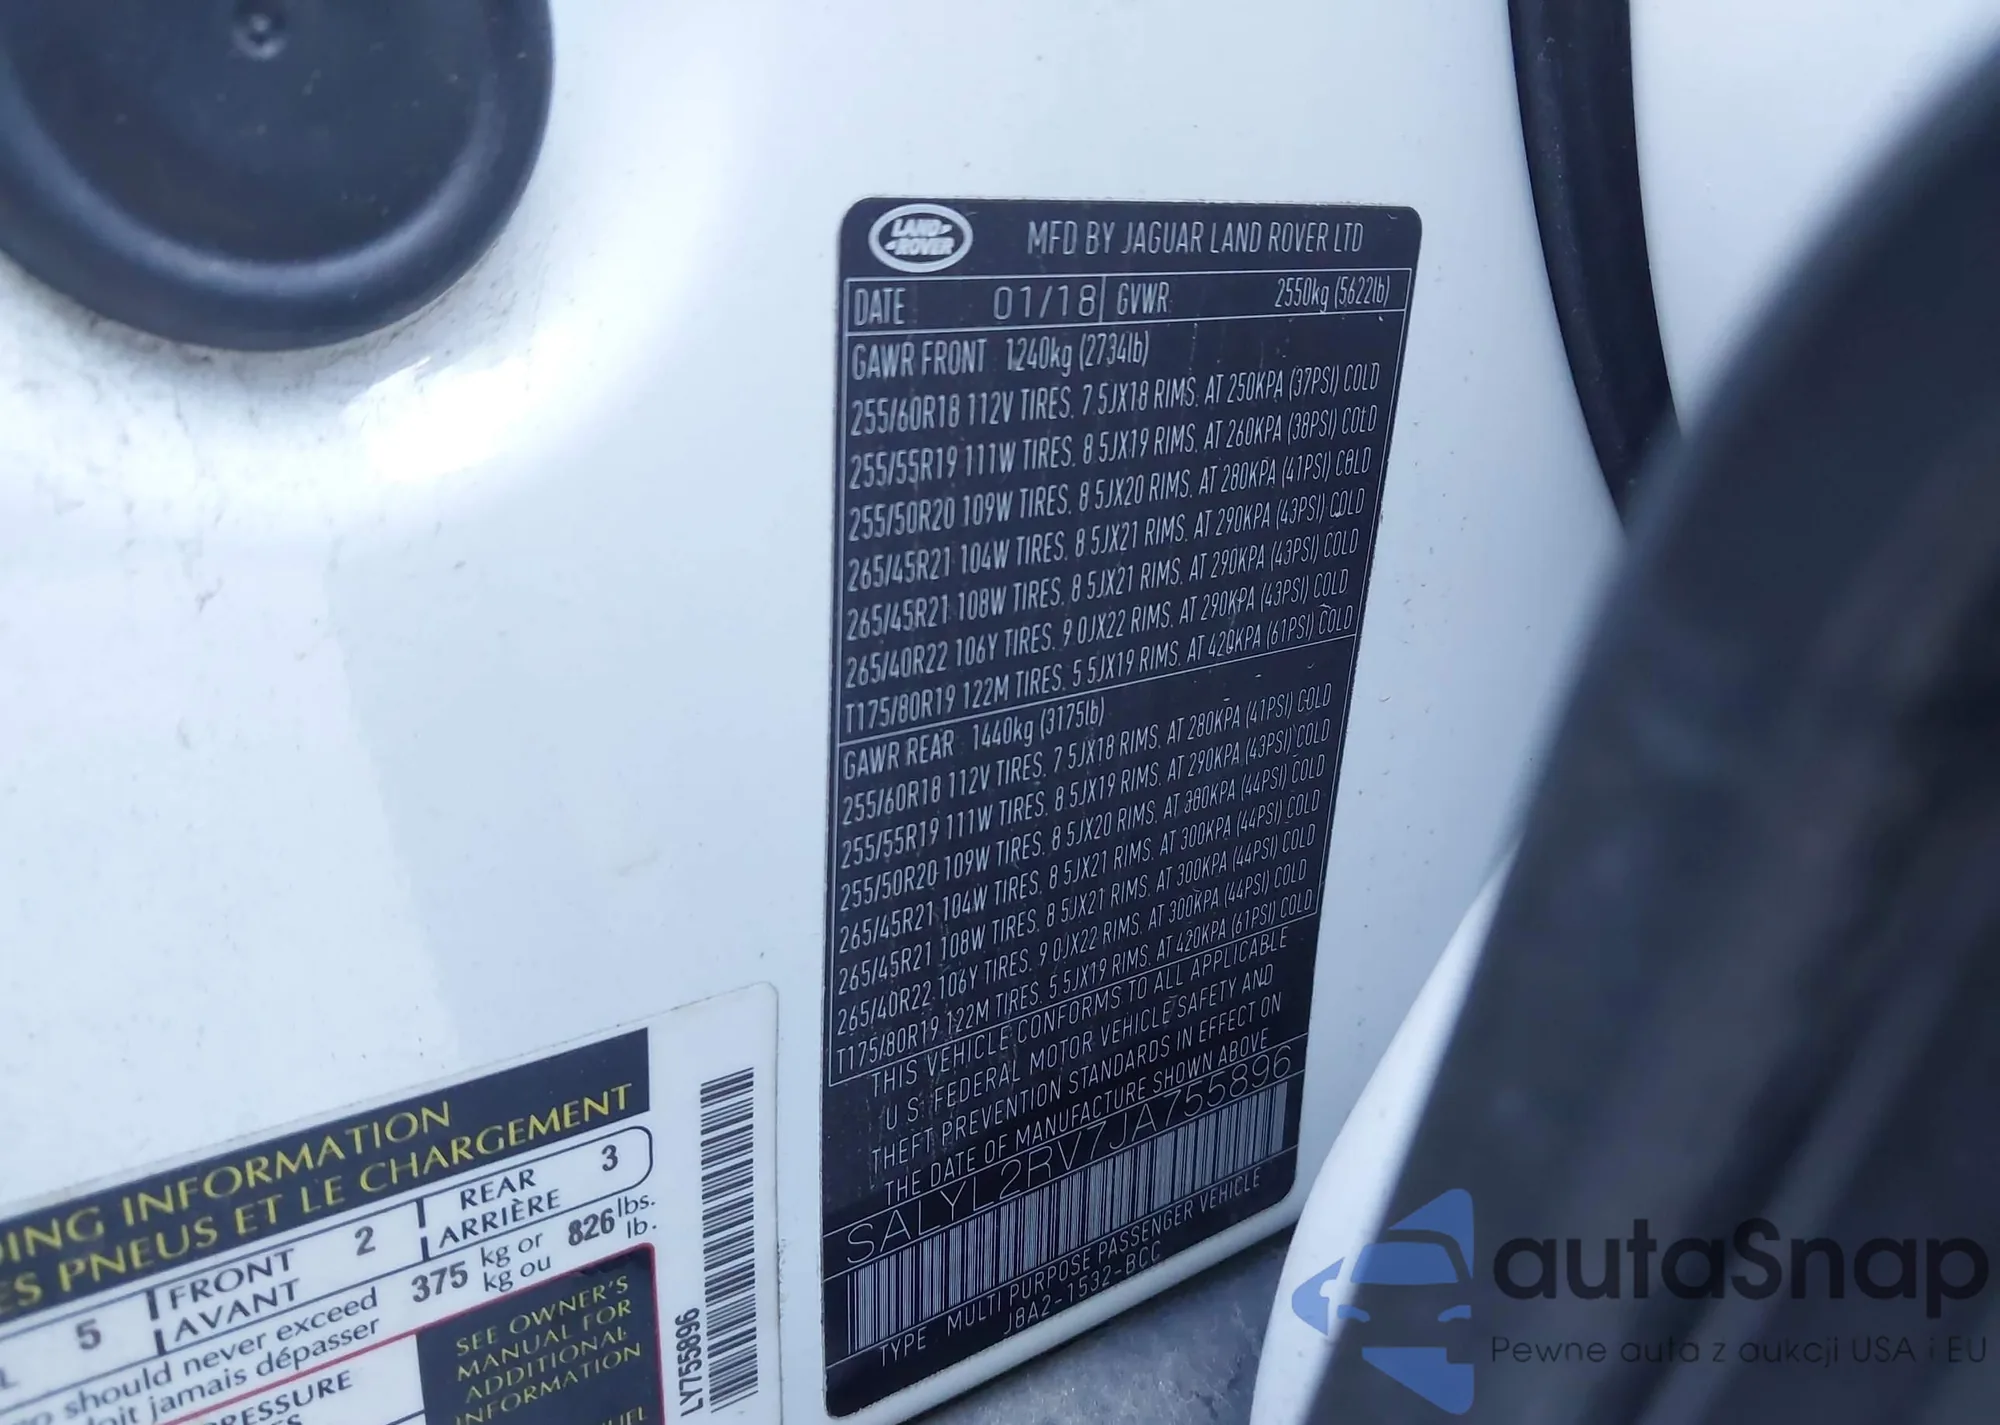 LAND
ROVER
MFD BY JAGUAR LAND ROVER LTD
DATE 01/18 GVWR 2550kg (5622lb)
GAWR FRONT 1240kg (2734lb)
255/60R18 112V TIRES. 7.5JX18 RIMS. AT 250KPA (37PSI) COLD
255/55R19 111W TIRES. 8.5JX19 RIMS. AT 260KPA (38PSI) COLD
255/50R20 109W TIRES. 8.5JX20 RIMS. AT 280KPA (41PSI) COLD
265/45R21 104W TIRES. 8.5JX21 RIMS. AT 290KPA (43PSI) COLD
265/45R21 108W TIRES. 8.5JX21 RIMS. AT 290KPA (43PSI) COLD
265/40R22 106Y TIRES. 9.0JX22 RIMS. AT 290KPA (43PSI) COLD
T175/80R19 122M TIRES. 5.5JX19 RIMS. AT 420KPA (61PSI) COLD
GAWR REAR 1440kg (3175lb)
255/60R18 112V TIRES. 7.5JX18 RIMS. AT 280KPA (41PSI) COLD
255/55R19 111W TIRES. 8.5JX19 RIMS. AT 290KPA (43PSI) COLD
255/50R20 109W TIRES. 8.5JX20 RIMS. AT 300KPA (44PSI) COLD
265/45R21 104W TIRES. 8.5JX21 RIMS. AT 300KPA (44PSI) COLD
265/45R21 108W TIRES. 8.5JX21 RIMS. AT 300KPA (44PSI) COLD
265/40R22 106Y TIRES. 9.0JX22 RIMS. AT 300KPA (44PSI) COLD
T175/80R19 122M TIRES. 5.5JX19 RIMS. AT 420KPA (61PSI) COLD
THIS VEHICLE CONFORMS TO ALL APPLICABLE
U.S. FEDERAL MOTOR VEHICLE SAFETY AND
THEFT PREVENTION STANDARDS IN EFFECT ON
THE DATE OF MANUFACTURE SHOWN ABOVE
SALYL2RV7JA755896
TYPE MULTI PURPOSE PASSENGER VEHICLE
J8A2-1532-BCC
DING INFORMATION
ES PNEUS ET LE CHARGEMENT
L 5 FRONT 2 REAR 3
AVANT ARRIÈRE
should never exceed 375 kg or 826 lbs.
doit jamais dépasser kg ou lb.
PRESSURE
SEE OWNER'S
MANUAL FOR
ADDITIONAL
INFORMATION
LY755896
autaSnap
Pewne auta z aukcji USA i EU